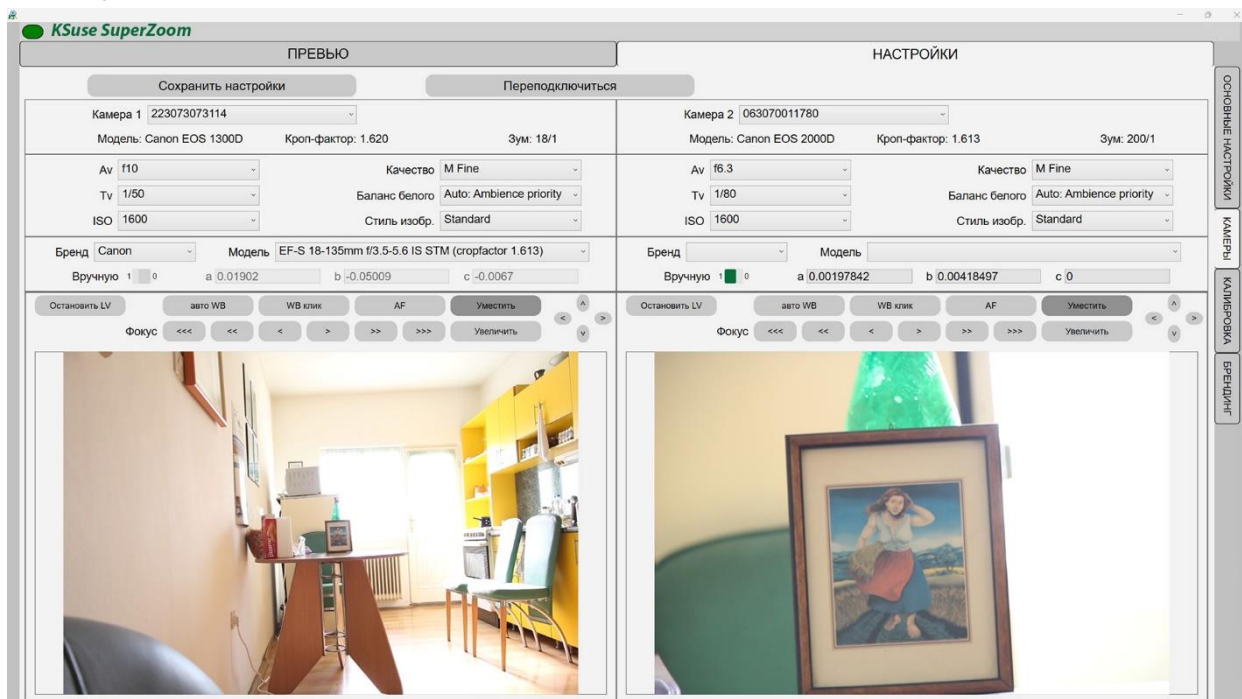 KSuse SuperZoom
ПРЕВЬЮ НАСТРОЙКИ
Сохранить настройки Переподключиться
Камера 1 223073073114
Модель: Canon EOS 1300D Кроп-фактор: 1.620 Зум: 18/1
Av f10 Качество M Fine
Tv 1/50 Баланс белого Auto: Ambience priority
ISO 1600 Стиль изобр. Standard
Бренд Canon Модель EF-S 18-135mm f/3.5-5.6 IS STM (cropfactor 1.613)
Вручную 1 0 a 0.01902 b -0.05009 c -0.0067
Остановить LV авто WB WB клик AF Уместить ^
< >
Фокус <<< << < > >> >>> Увеличить v
Камера 2 063070011780
Модель: Canon EOS 2000D Кроп-фактор: 1.613 Зум: 200/1
Av f6.3 Качество M Fine
Tv 1/80 Баланс белого Auto: Ambience priority
ISO 1600 Стиль изобр. Standard
Бренд Модель
Вручную 1 0 a 0.00197842 b 0.00418497 c 0
Остановить LV авто WB WB клик AF Уместить ^
< >
Фокус <<< << < > >> >>> Увеличить v
ОСНОВНЫЕ НАСТРОЙКИ
КАМЕРЫ
КАЛИБРОВКА
БРЕНДИНГ